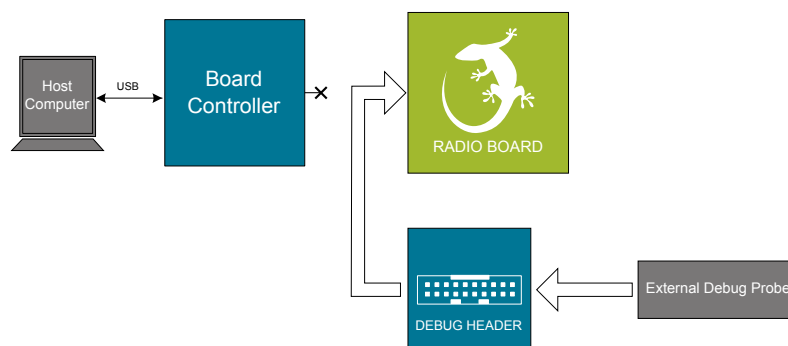 Host
Computer
USB
Board
Controller
RADIO BOARD
DEBUG HEADER
External Debug Probe